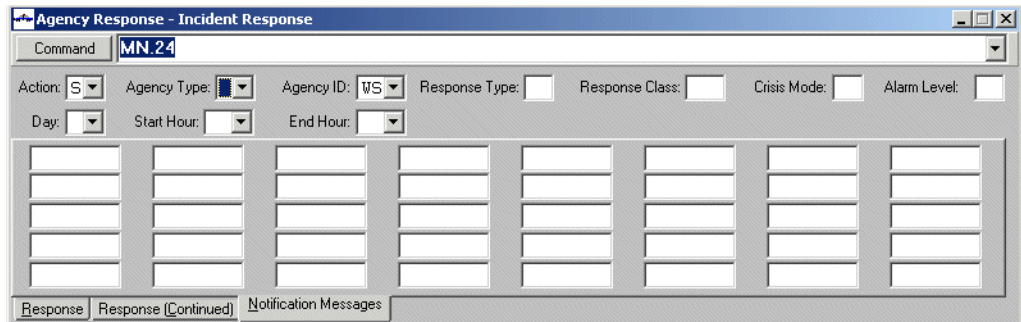 Agency Response - Incident Response
Command MN.24
Action: S Agency Type: Agency ID: WS Response Type: Response Class: Crisis Mode: Alarm Level:
Day: Start Hour: End Hour:
Response Response (Continued) Notification Messages